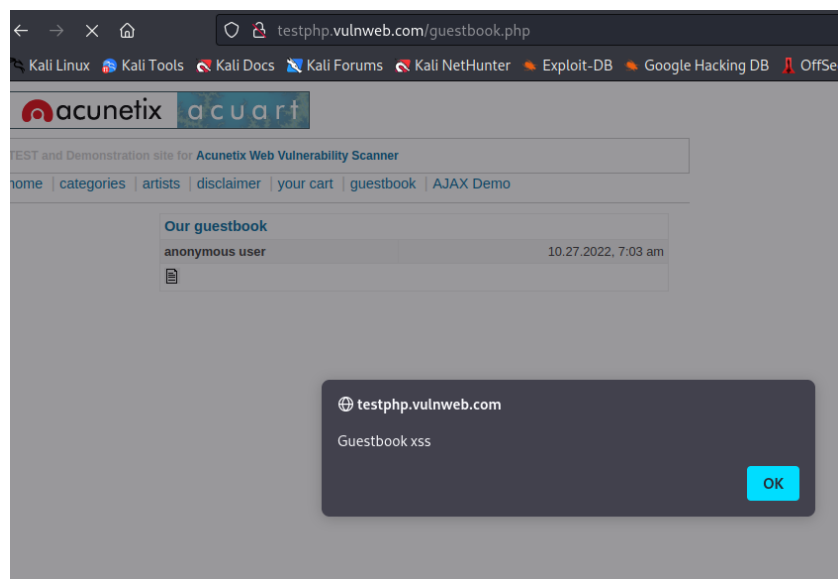 testphp.vulnweb.com/guestbook.php
Kali Linux Kali Tools Kali Docs Kali Forums Kali NetHunter Exploit-DB Google Hacking DB OffSe
acunetix acuart
TEST and Demonstration site for Acunetix Web Vulnerability Scanner
home categories artists disclaimer your cart guestbook AJAX Demo
Our guestbook
anonymous user 10.27.2022, 7:03 am
testphp.vulnweb.com
Guestbook xss
OK